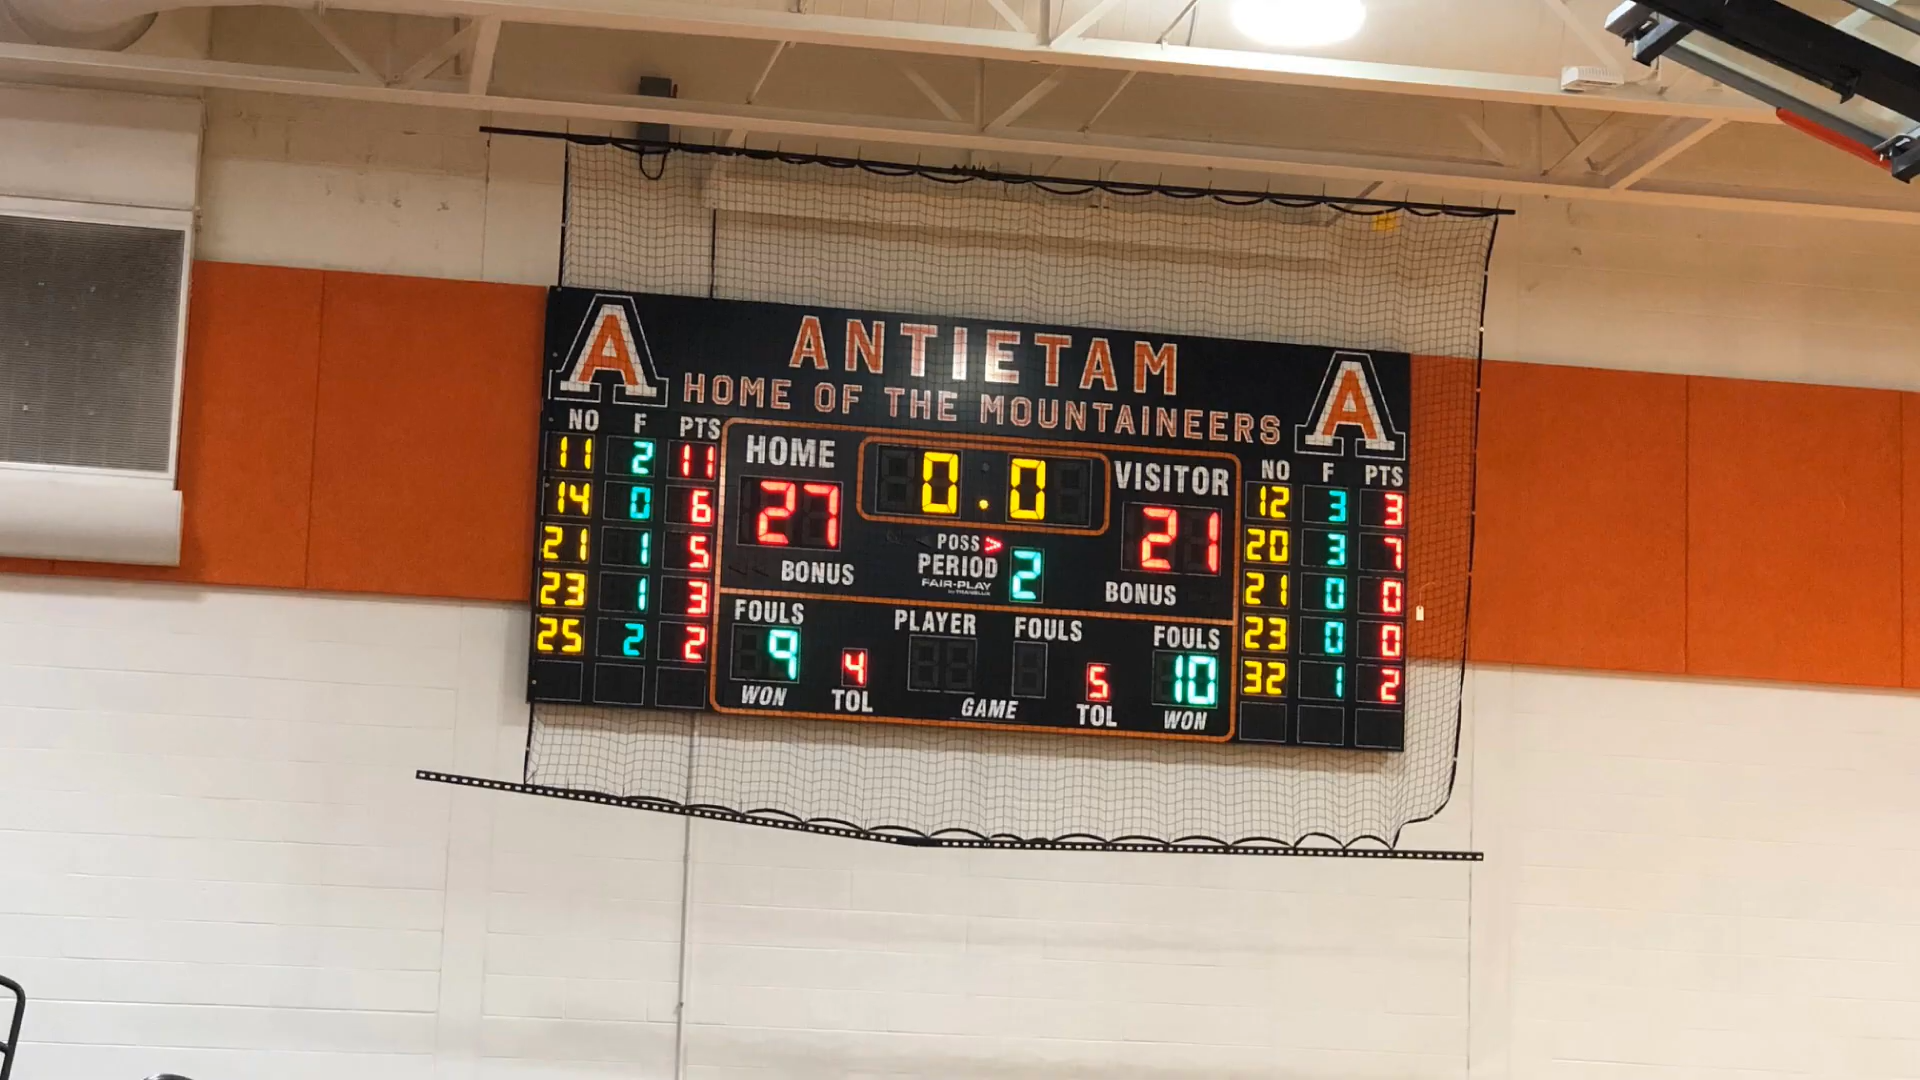 A ANTIETAM A
HOME OF THE MOUNTAINEERS
NO F PTS
11 2 11
14 0 6
21 1 5
23 1 3
25 2 2
HOME
27
BONUS
0.0
POSS >
PERIOD 2
FAIR-PLAY
VISITOR
21
BONUS
FOULS
9
WON
4
TOL
PLAYER FOULS
GAME
5
TOL
FOULS
10
WON
NO F PTS
12 3 3
20 3 7
21 0 0
23 0 0
32 1 2